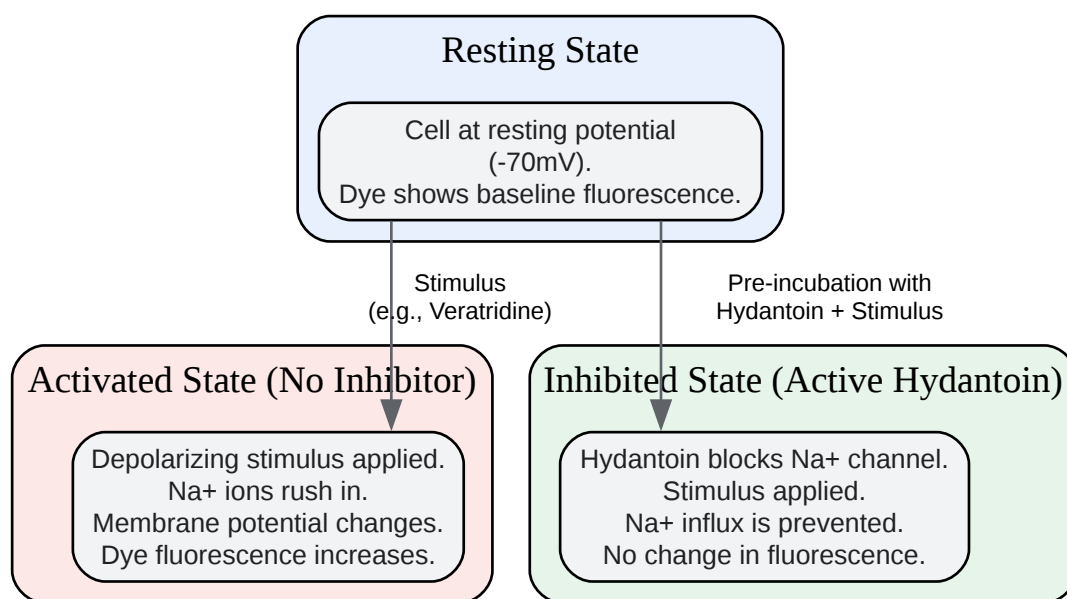 Resting State
Cell at resting potential
(-70mV).
Dye shows baseline fluorescence.
Stimulus
(e.g., Veratridine)
Pre-incubation with
Hydantoin + Stimulus
Activated State (No Inhibitor)
Depolarizing stimulus applied.
Na+ ions rush in.
Membrane potential changes.
Dye fluorescence increases.
Inhibited State (Active Hydantoin)
Hydantoin blocks Na+ channel.
Stimulus applied.
Na+ influx is prevented.
No change in fluorescence.